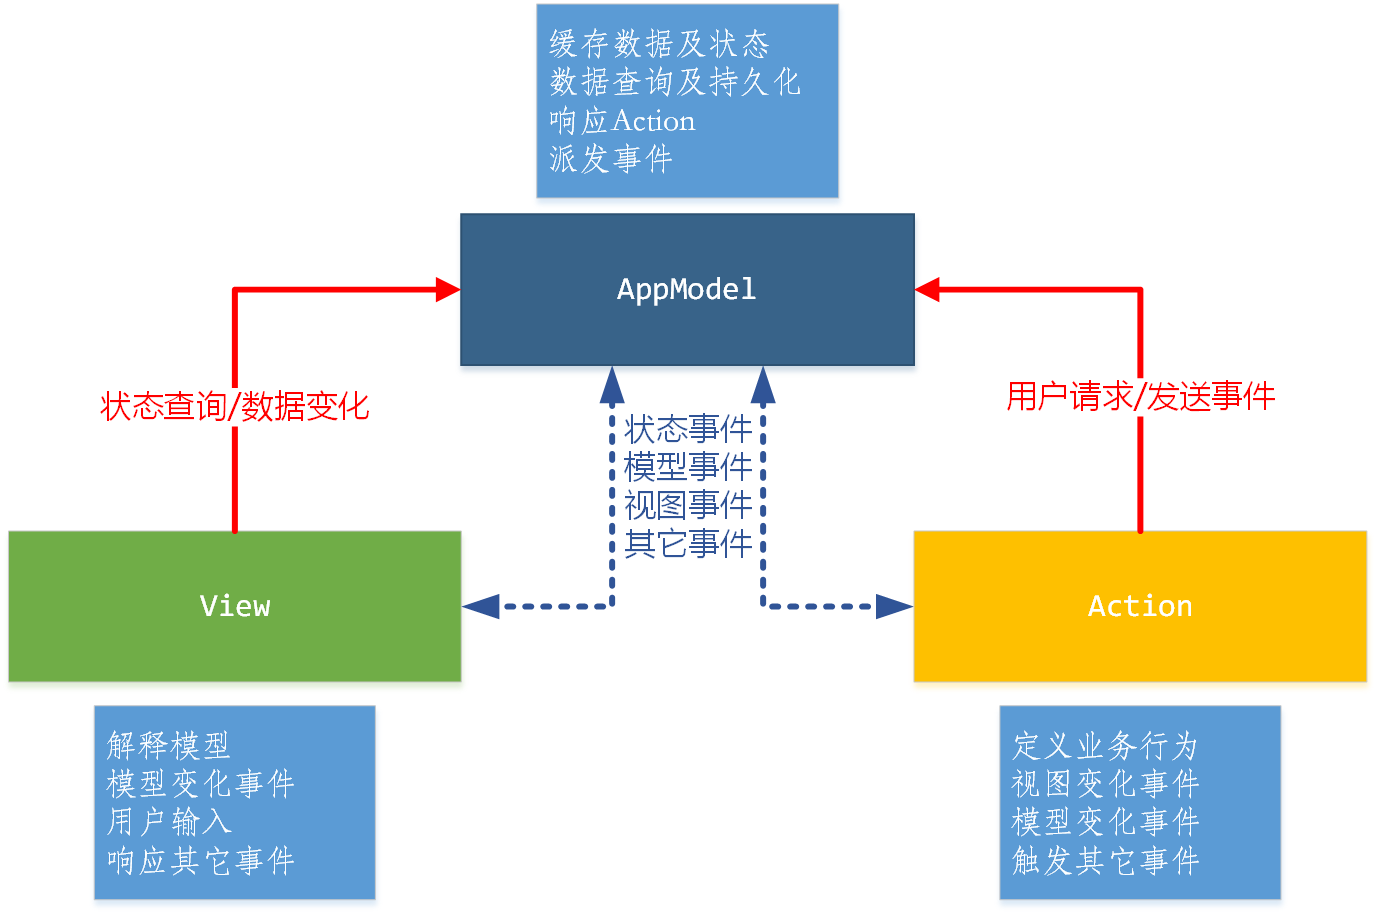 缓存数据及状态
数据查询及持久化
响应Action
派发事件
AppModel
状态查询/数据变化
用户请求/发送事件
状态事件
模型事件
视图事件
其它事件
View
Action
解释模型
模型变化事件
用户输入
响应其它事件
定义业务行为
视图变化事件
模型变化事件
触发其它事件